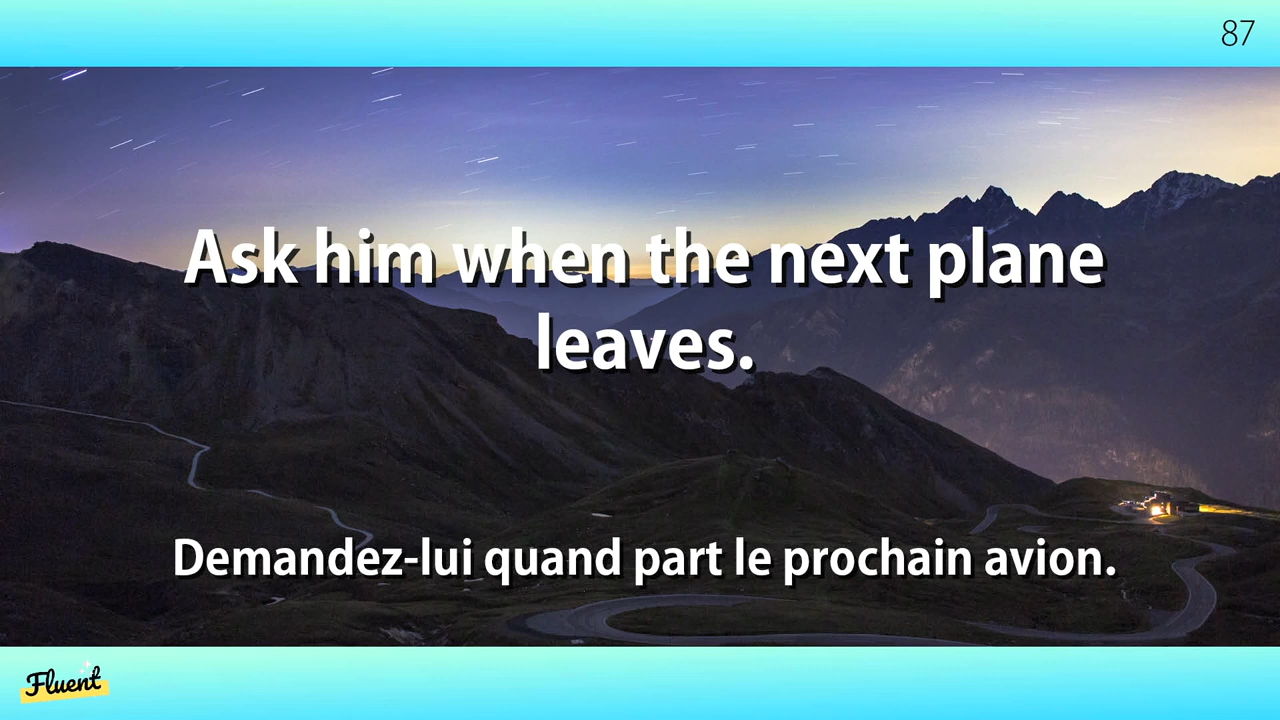 87
Ask him when the next plane
leaves.
Demandez-lui quand part le prochain avion.
Fluent